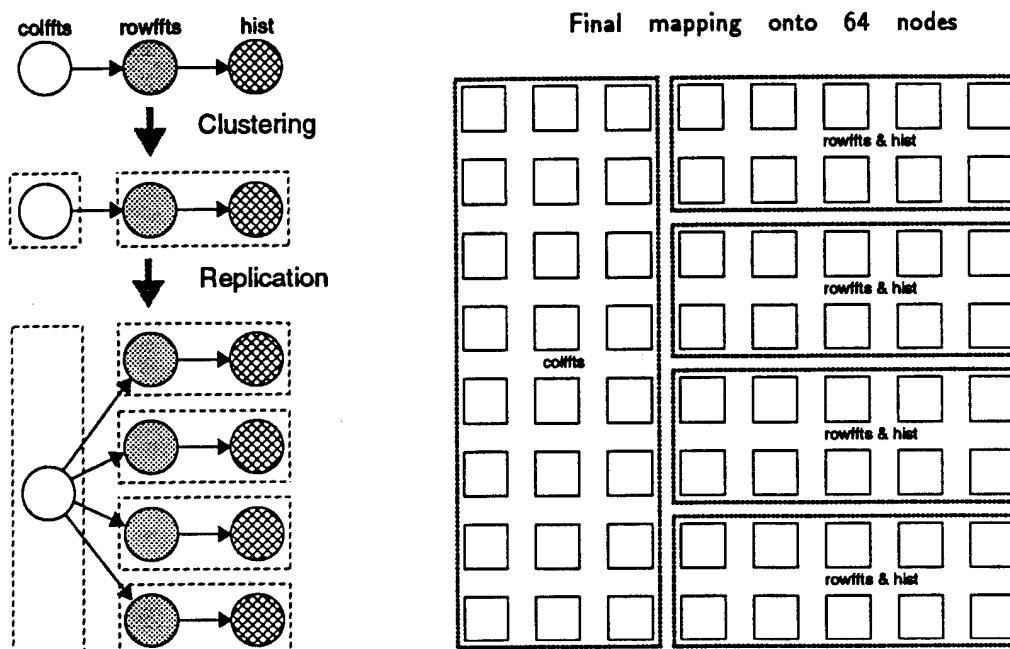 colffts rowffts hist
Clustering
Replication
Final mapping onto 64 nodes
rowffts & hist
rowffts & hist
colffts
rowffts & hist
rowffts & hist